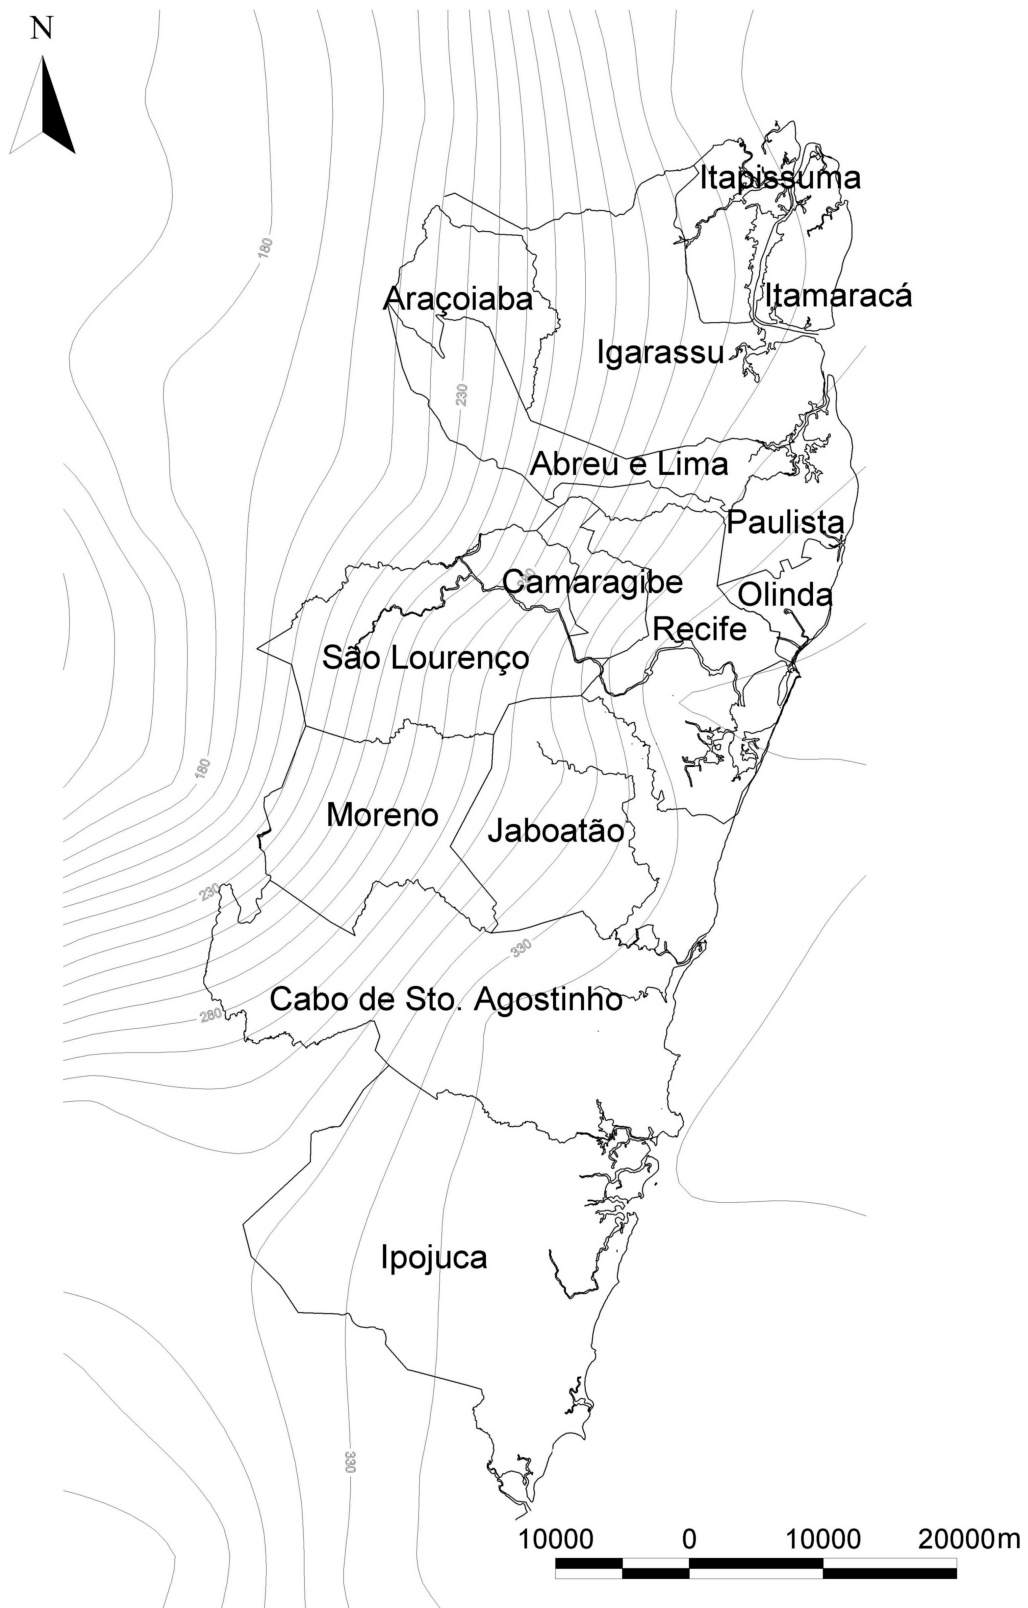 N
Itapissuma
180
Itamaracá
Araçoiaba
Igarassu
230
Abreu e Lima
Paulista
Camaragibe
Olinda
Recife
São Lourenço
180
Moreno
Jaboatão
230
330
Cabo de Sto. Agostinho
280
Ipojuca
330
10000 0 10000 20000m